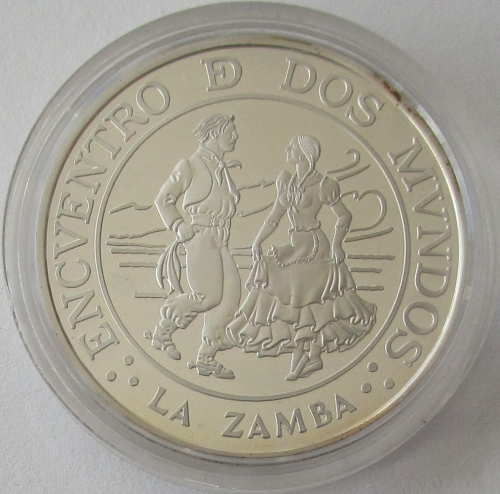 ENCVENTRO Đ DOS MVNDOS
LA ZAMBA